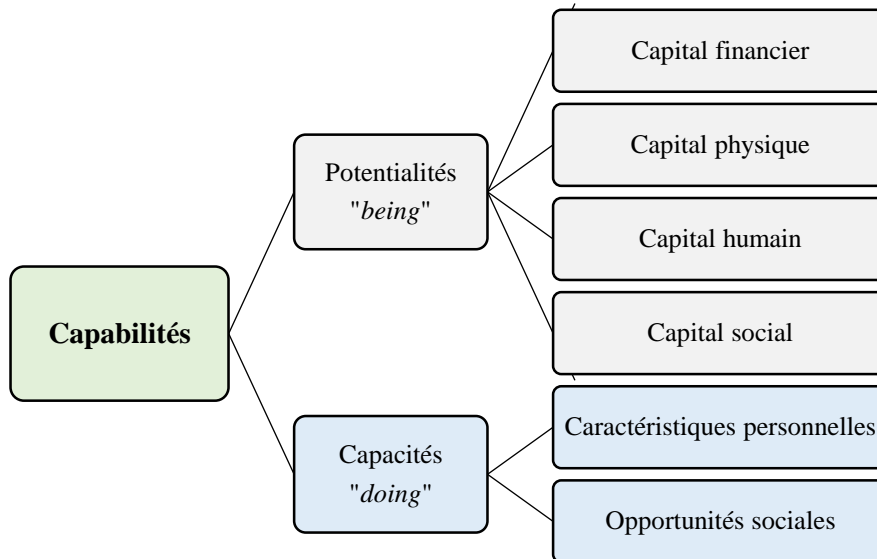 Capital financier
Capital physique
Potentialités
"being"
Capital humain
Capital social
Capabilités
Caractéristiques personnelles
Capacités
"doing"
Opportunités sociales